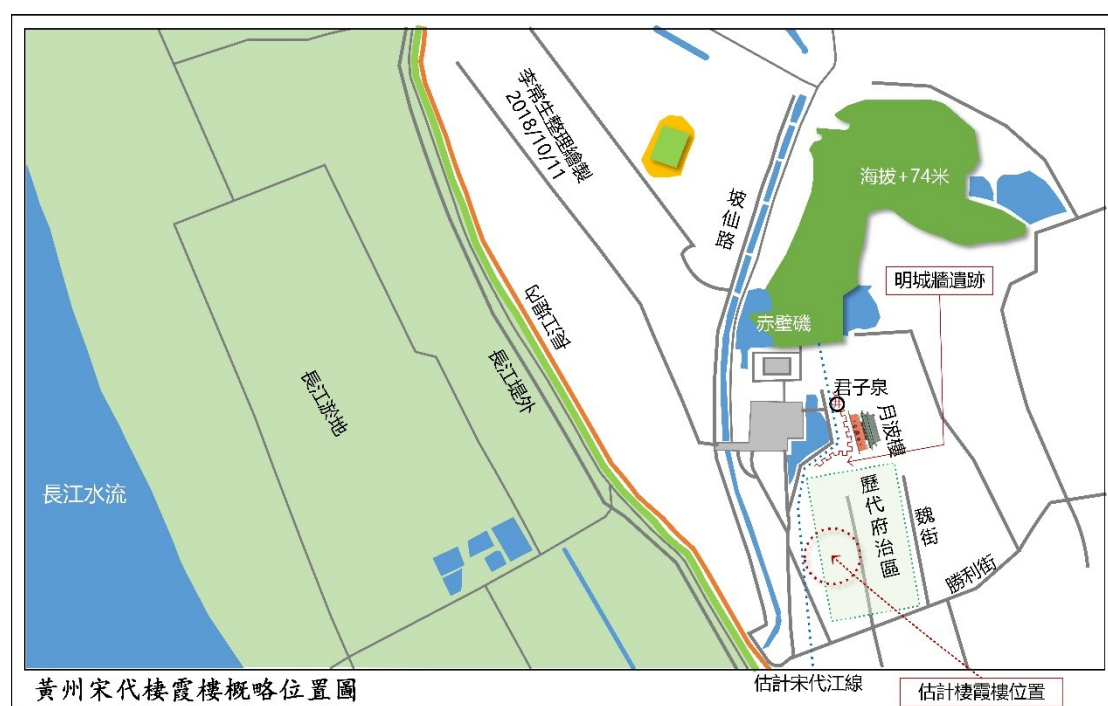 李常生整理繪製
2018/10/11
海拔+74米
坡仙路
明城牆遺跡
赤壁磯
長江堤內
長江堤外
君子泉
月波樓
長江淤地
長江水流
歷代府治區
魏街
勝利街
黃州宋代棲霞樓概略位置圖
估計宋代江線
估計棲霞樓位置